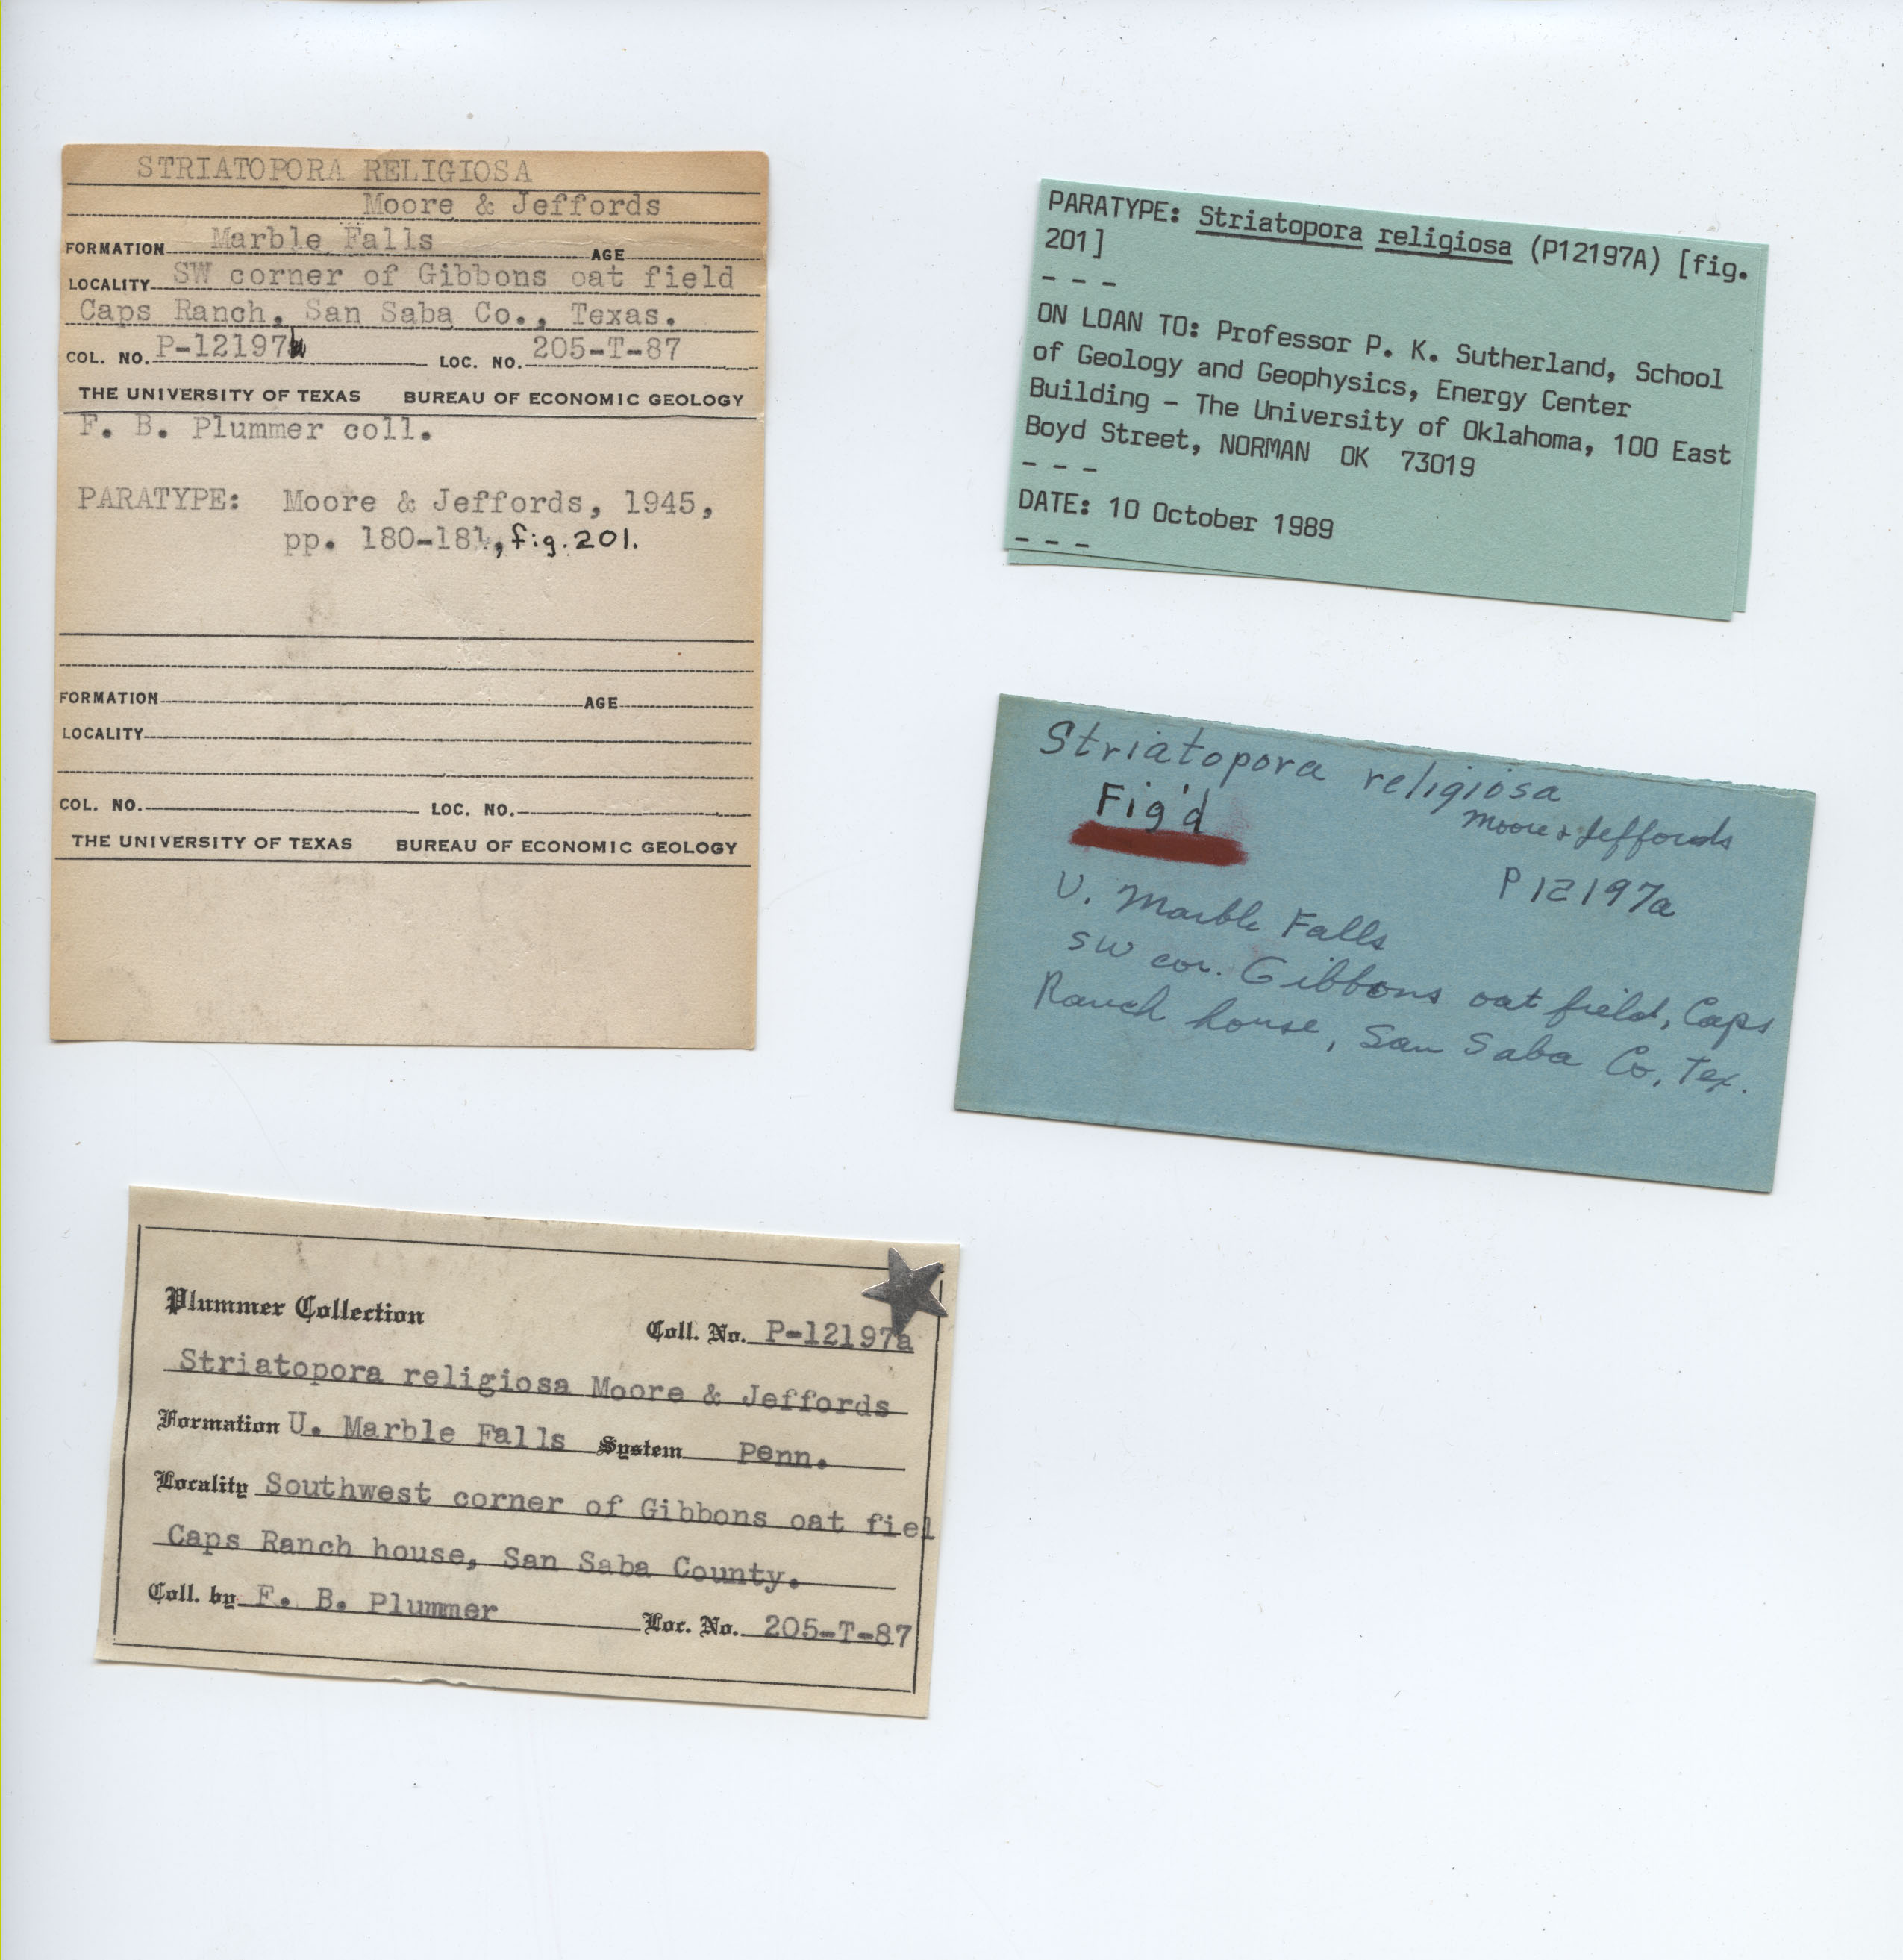 STRIATOPORA RELIGIOSA
Moore & Jeffords
FORMATION Marble Falls AGE
LOCALITY SW corner of Gibbons oat field
Caps Ranch, San Saba Co., Texas.
COL. NO. P-12197a LOC. NO. 205-T-87
THE UNIVERSITY OF TEXAS BUREAU OF ECONOMIC GEOLOGY
F. B. Plummer coll.
PARATYPE: Moore & Jeffords, 1945,
pp. 180-181, fig. 201.
FORMATION AGE
LOCALITY
COL. NO. LOC. NO.
THE UNIVERSITY OF TEXAS BUREAU OF ECONOMIC GEOLOGY
PARATYPE: Striatopora religiosa (P12197A) [fig.
201]
- - -
ON LOAN TO: Professor P. K. Sutherland, School
of Geology and Geophysics, Energy Center
Building - The University of Oklahoma, 100 East
Boyd Street, NORMAN OK 73019
- - -
DATE: 10 October 1989
- - -
Striatopora religiosa
Moore & Jeffords
Fig'd
P12197a
U. Marble Falls
SW cor. Gibbons oat field, Caps
Ranch house, San Saba Co, Tex.
Plummer Collection
Coll. No. P-12197a
Striatopora religiosa Moore & Jeffords
Formation U. Marble Falls System Penn.
Locality Southwest corner of Gibbons oat fiel
Caps Ranch house, San Saba County.
Coll. by F. B. Plummer Loc. No. 205-T-87